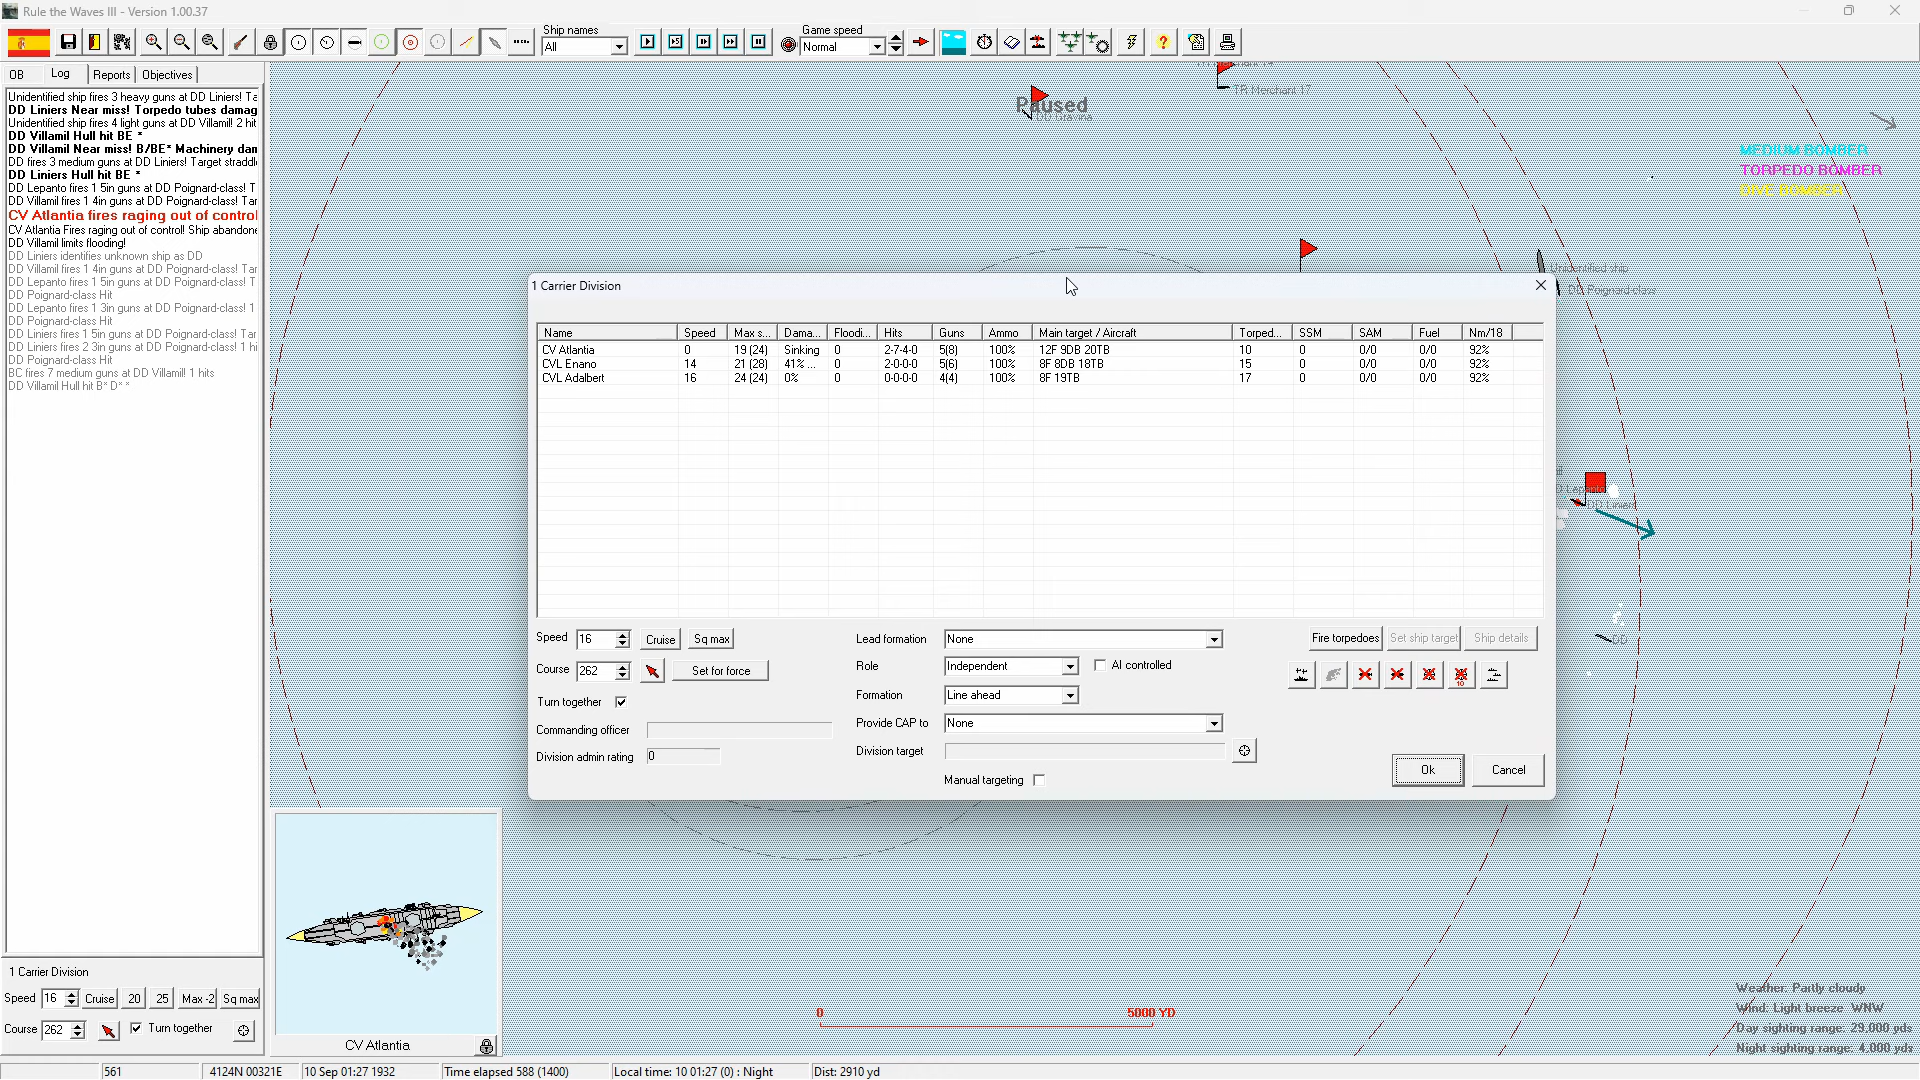 Rule the Waves III - Version 1.00.37
Ship names
All
Game speed
Normal
OB Log Reports Objectives
Unidentified ship fires 3 heavy guns at DD Liniers! Ta
DD Liniers Near miss! Torpedo tubes damag
Unidentified ship fires 4 light guns at DD Villamil! 2 hit
DD Villamil Hull hit BE *
DD Villamil Near miss! B/BE* Machinery dam
DD fires 3 medium guns at DD Liniers! Target straddl
DD Liniers Hull hit BE *
DD Lepanto fires 1 5in guns at DD Poignard-class! T
DD Villamil fires 1 4in guns at DD Poignard-class! Tar
CV Atlantia fires raging out of control
CV Atlantia Fires raging out of control! Ship abandone
DD Villamil limits flooding!
DD Liniers identifies unknown ship as DD
DD Villamil fires 1 4in guns at DD Poignard-class! Tar
DD Lepanto fires 1 5in guns at DD Poignard-class! T
DD Poignard-class Hit
DD Lepanto fires 1 3in guns at DD Poignard-class! 1
DD Poignard-class Hit
DD Liniers fires 1 5in guns at DD Poignard-class! Tar
DD Liniers fires 2 3in guns at DD Poignard-class! 1 hi
DD Poignard-class Hit
BC fires 7 medium guns at DD Villamil! 1 hits
DD Villamil Hull hit B* D**
Paused
DD Gravina
TR Merchant 17
MEDIUM BOMBER
TORPEDO BOMBER
DIVE BOMBER
Unidentified ship
DD Poignard-class
DD Lepanto
DD Liniers
DD
1 Carrier Division
Name Speed Max s... Dama... Floodi... Hits Guns Ammo Main target / Aircraft Torped... SSM SAM Fuel Nm/18
CV Atlantia 0 19 (24) Sinking 0 2-7-4-0 5(8) 100% 12F 9DB 20TB 10 0 0/0 0/0 92%
CVL Enano 14 21 (28) 41% ... 0 2-0-0-0 5(6) 100% 8F 8DB 18TB 15 0 0/0 0/0 92%
CVL Adalbert 16 24 (24) 0% 0 0-0-0-0 4(4) 100% 8F 19TB 17 0 0/0 0/0 92%
Speed 16 Cruise Sq max
Course 262 Set for force
Turn together
Commanding officer
Division admin rating 0
Lead formation None
Role Independent AI controlled
Formation Line ahead
Provide CAP to None
Division target
Manual targeting
Fire torpedoes Set ship target Ship details
10
Ok Cancel
1 Carrier Division
Speed 16 Cruise 20 25 Max -2 Sq max
Course 262 Turn together
CV Atlantia
0 5000 YD
Weather: Partly cloudy
Wind: Light breeze WNW
Day sighting range: 29,000 yds
Night sighting range: 4,000 yds
561 4124N 00321E 10 Sep 01:27 1932 Time elapsed 588 (1400) Local time: 10 01:27 (0) : Night Dist: 2910 yd